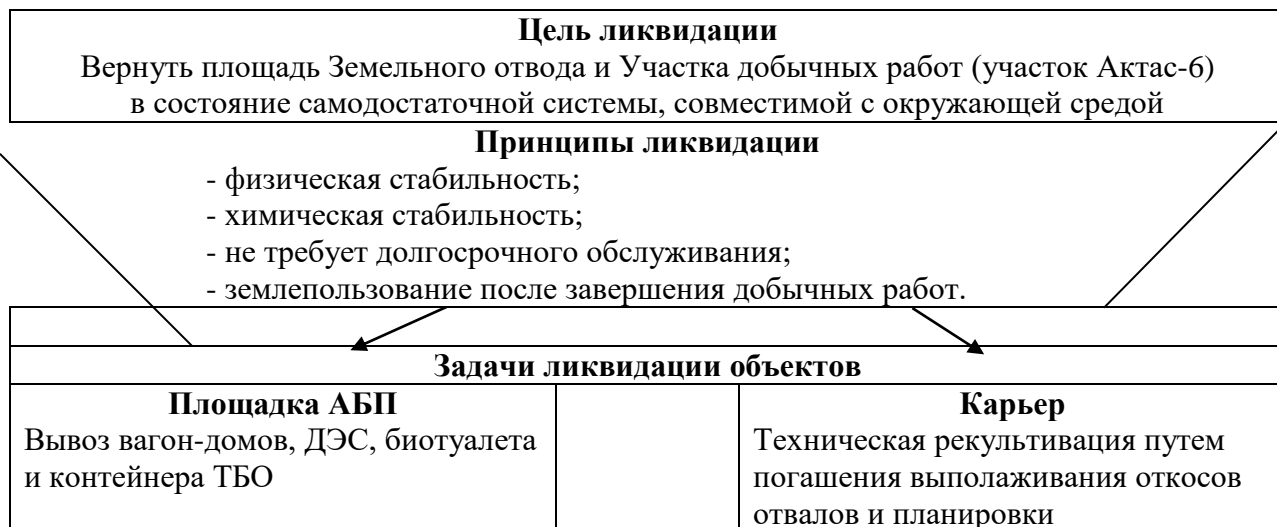 Цель ликвидации
Вернуть площадь Земельного отвода и Участка добычных работ (участок Актас-6)
в состояние самодостаточной системы, совместимой с окружающей средой
Принципы ликвидации
- физическая стабильность;
- химическая стабильность;
- не требует долгосрочного обслуживания;
- землепользование после завершения добычных работ.
Задачи ликвидации объектов
Площадка АБП
Вывоз вагон-домов, ДЭС, биотуалета
и контейнера ТБО
Карьер
Техническая рекультивация путем
погашения выполаживания откосов
отвалов и планировки